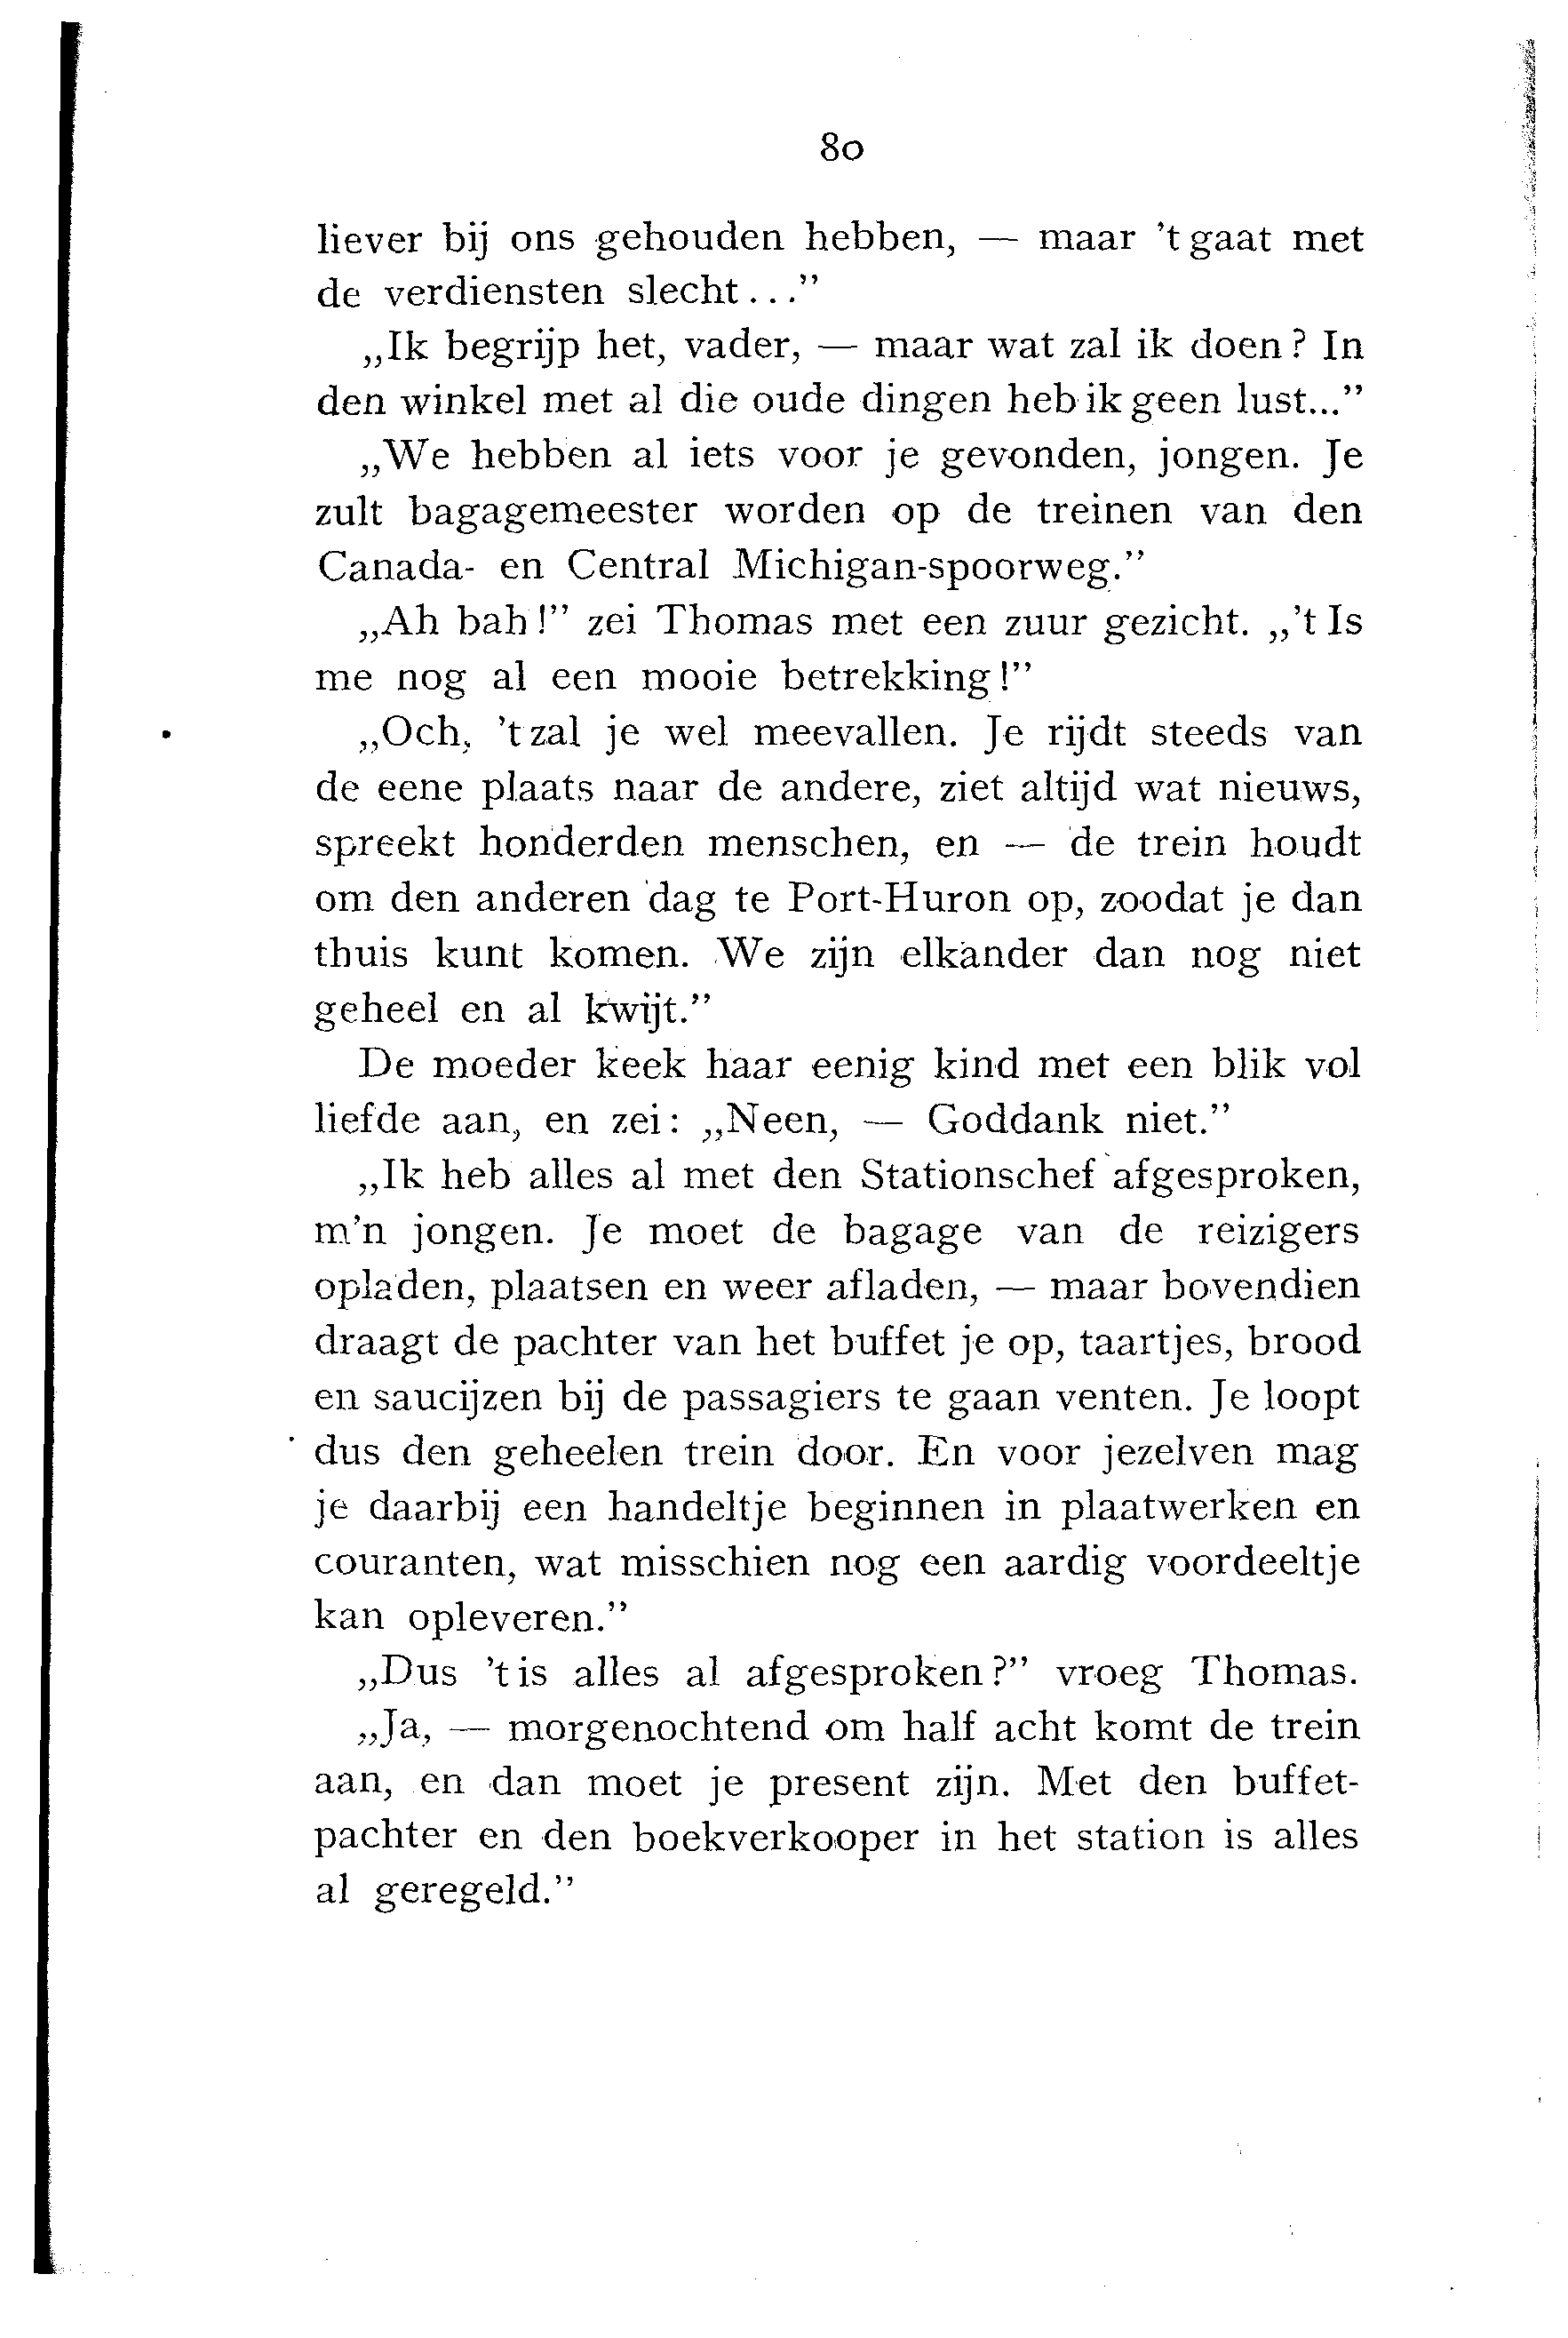 80
liever bij ons gehouden hebben, — maar 't gaat met
de verdiensten slecht..."
„Ik begrijp het, vader, — maar wat zal ik doen? In
den winkel met al die oude dingen heb ik geen lust..."
„We hebben al iets voor je gevonden, jongen. Je
zult bagagemeester worden op de treinen van den
Canada- en Central Michigan-spoorweg."
„Ah bah!" zei Thomas met een zuur gezicht. „'t Is
me nog al een mooie betrekking!"
„Och, 't zal je wel meevallen. Je rijdt steeds van
de eene plaats naar de andere, ziet altijd wat nieuws,
spreekt honderden menschen, en — de trein houdt
om den anderen dag te Port-Huron op, zoodat je dan
thuis kunt komen. We zijn elkander dan nog niet
geheel en al kwijt."
De moeder keek haar eenig kind met een blik vol
liefde aan, en zei: „Neen, — Goddank niet."
„Ik heb alles al met den Stationschef afgesproken,
m'n jongen. Je moet de bagage van de reizigers
opladen, plaatsen en weer afladen, — maar bovendien
draagt de pachter van het buffet je op, taartjes, brood
en saucijzen bij de passagiers te gaan venten. Je loopt
dus den geheelen trein door. En voor jezelven mag
je daarbij een handeltje beginnen in plaatwerken en
couranten, wat misschien nog een aardig voordeeltje
kan opleveren."
„Dus 't is alles al afgesproken?" vroeg Thomas.
„Ja, — morgenochtend om half acht komt de trein
aan, en dan moet je present zijn. Met den buffet-
pachter en den boekverkooper in het station is alles
al geregeld."